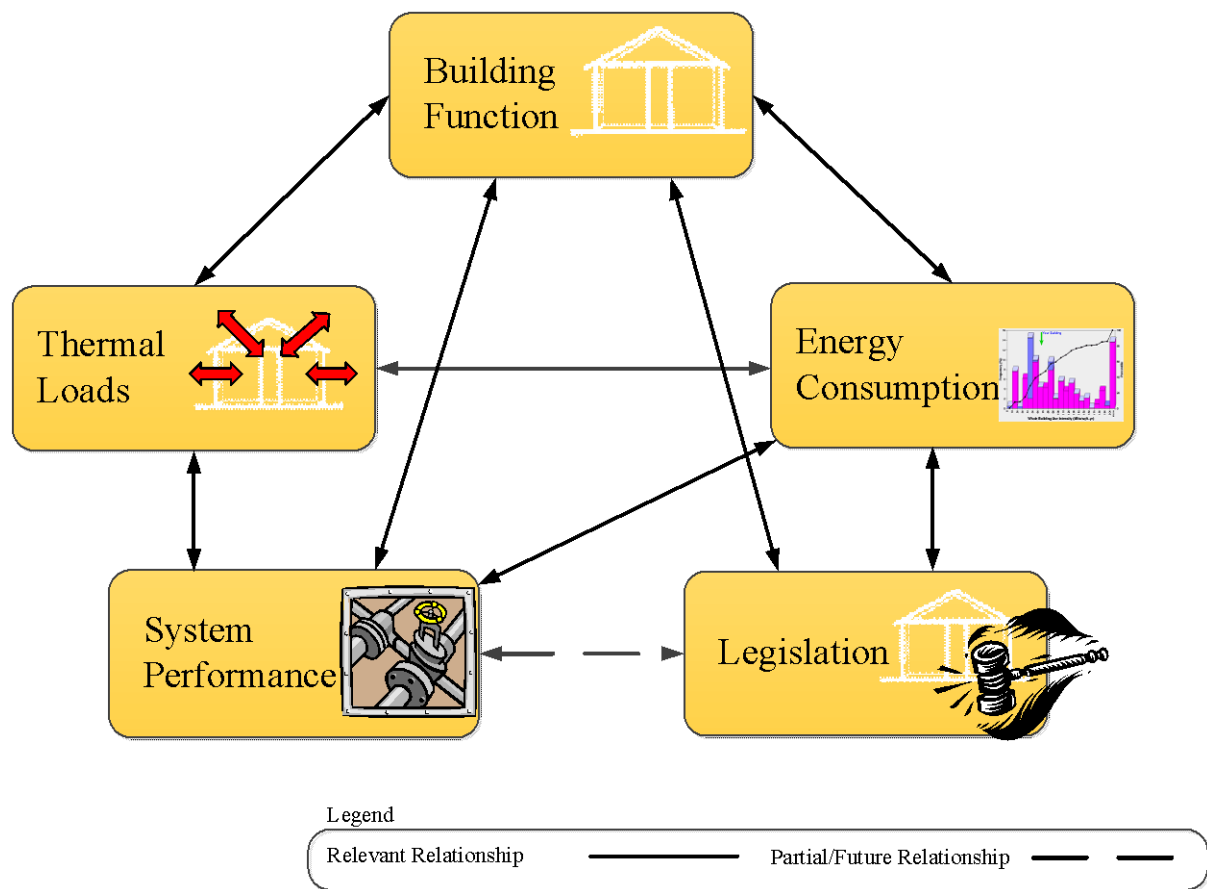 Building
Function
Thermal
Loads
Energy
Consumption
System
Performance
Legislation
Legend
Relevant Relationship
Partial/Future Relationship